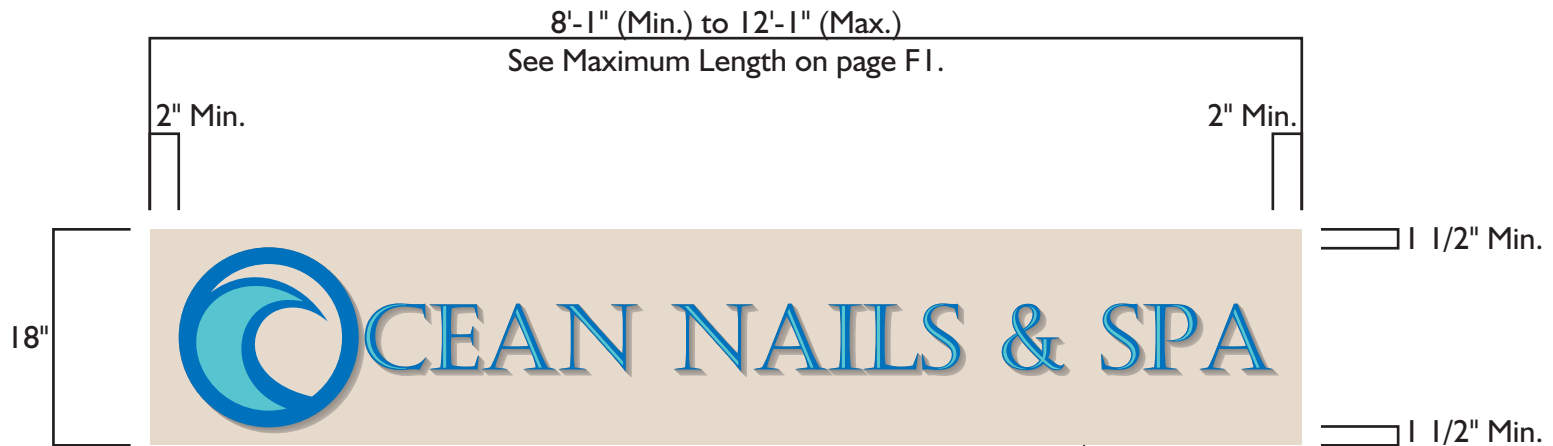 8'-1" (Min.) to 12'-1" (Max.)
See Maximum Length on page F1.
2" Min.
2" Min.
1 1/2" Min.
18"
OCEAN NAILS & SPA
1 1/2" Min.